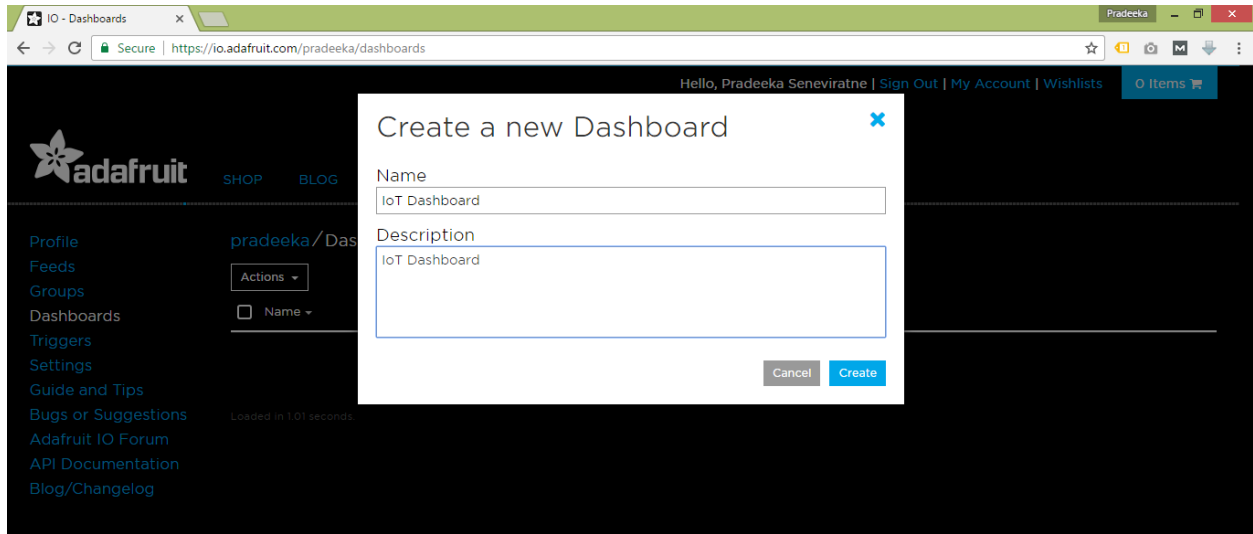 IO - Dashboards
Pradeeka
Secure | https://io.adafruit.com/pradeeka/dashboards
Hello, Pradeeka Seneviratne | Sign Out | My Account | Wishlists
0 Items
adafruit
SHOP
BLOG
Create a new Dashboard
Name
IoT Dashboard
Description
IoT Dashboard
Cancel
Create
Profile
Feeds
Groups
Dashboards
Triggers
Settings
Guide and Tips
Bugs or Suggestions
Adafruit IO Forum
API Documentation
Blog/Changelog
pradeeka/Das
Actions
Name
Loaded in 1.01 seconds.